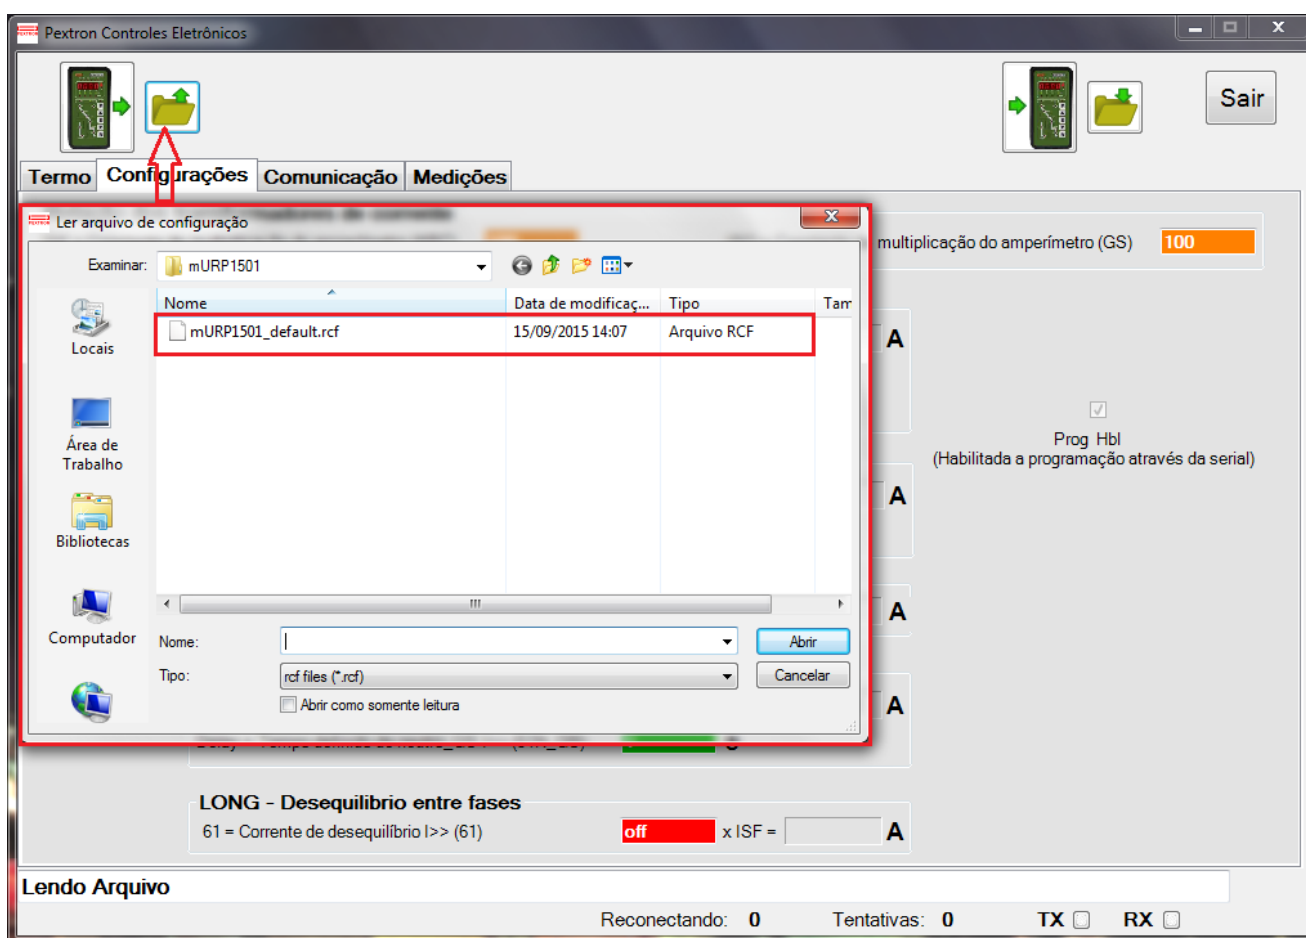 Pextron Controles Eletrônicos
Sair
Termo Configurações Comunicação Medições
Ler arquivo de configuração
multiplicação do amperímetro (GS) 100
Examinar: mURP1501
Nome Data de modificaç... Tipo Tam
mURP1501_default.rcf 15/09/2015 14:07 Arquivo RCF
Locais
A
Área de
Trabalho
Prog Hbl
(Habilitada a programação através da serial)
A
Bibliotecas
A
Computador
Nome: Abrir
Tipo: rcf files (*.rcf) Cancelar
Abrir como somente leitura
A
LONG - Desequilibrio entre fases
61 = Corrente de desequilíbrio I>> (61) off x ISF = A
Lendo Arquivo
Reconectando: 0 Tentativas: 0 TX RX